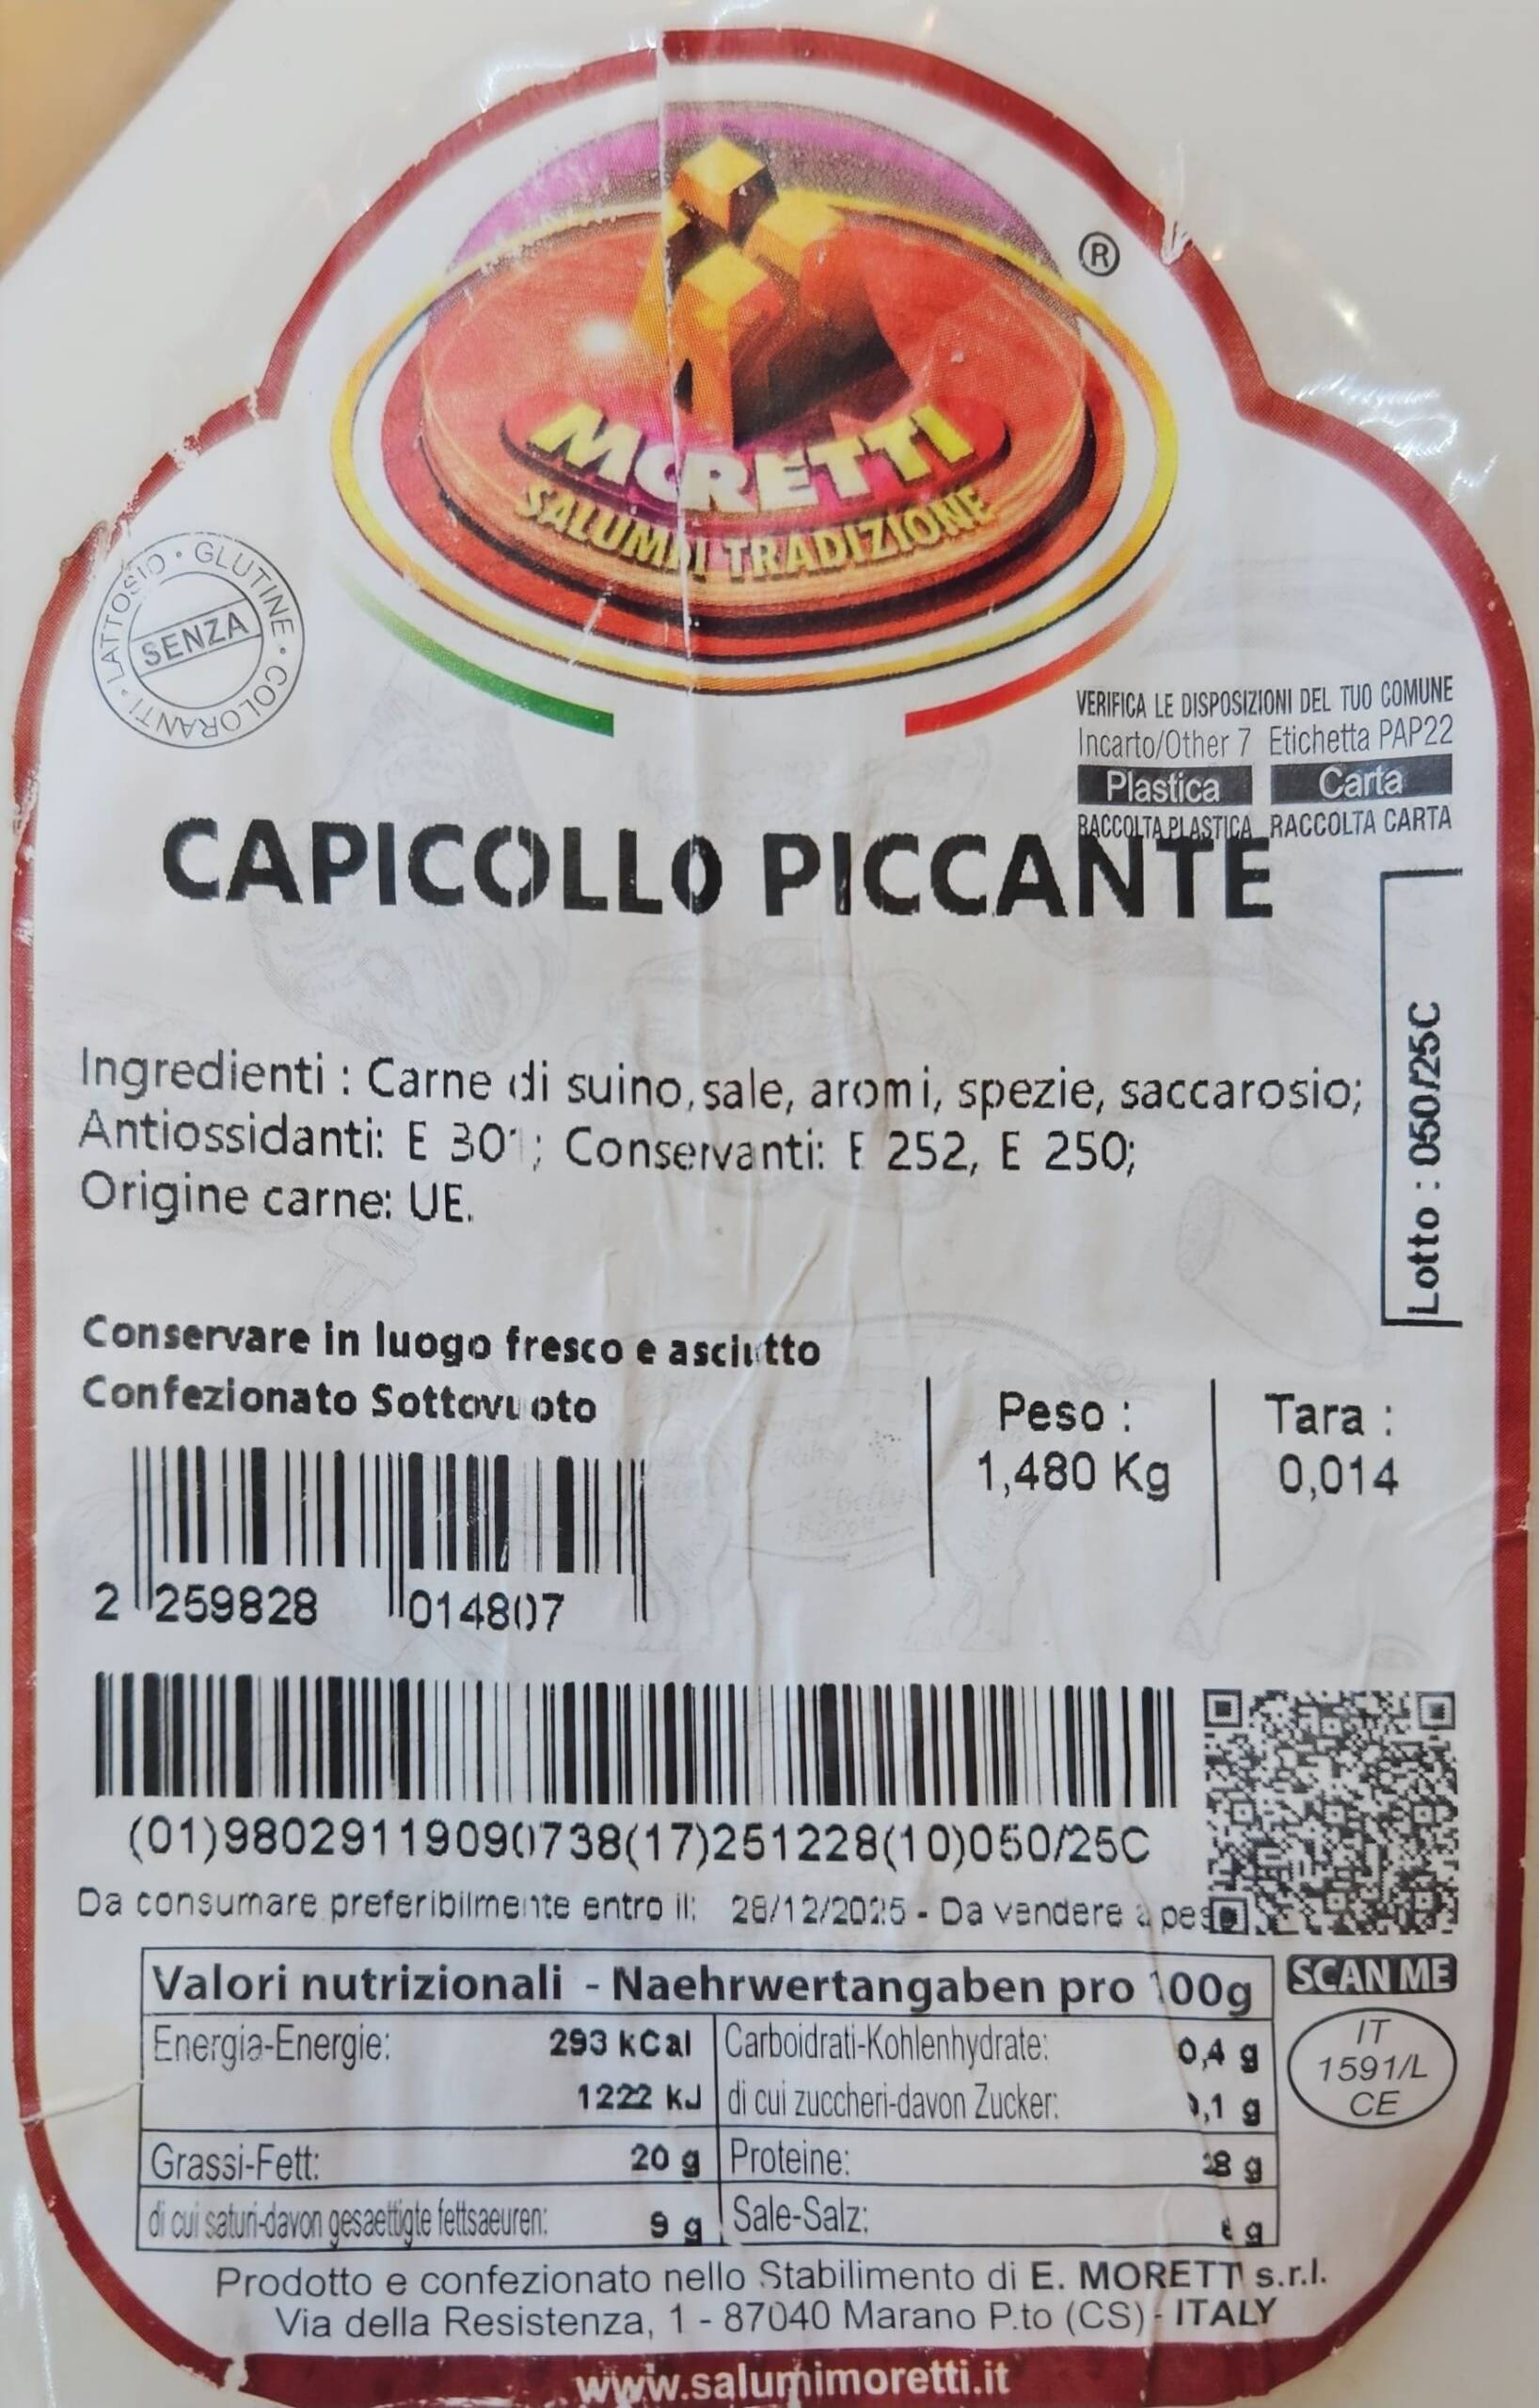 ®
MORETTI
SALUMI DI TRADIZIONE
LATTOSIO • GLUTINE • COLORANTI •
SENZA
VERIFICA LE DISPOSIZIONI DEL TUO COMUNE
Incarto/Other 7 Etichetta PAP22
Plastica Carta
RACCOLTA PLASTICA RACCOLTA CARTA
CAPICOLLO PICCANTE
Ingredienti : Carne di suino, sale, aromi, spezie, saccarosio;
Antiossidanti: E 301; Conservanti: E 252, E 250;
Origine carne: UE.
Lotto : 050/25C
Conservare in luogo fresco e asciutto
Confezionato Sottovuoto
Peso : Tara :
1,480 Kg 0,014
2 259828 014807
(01)98029119090738(17)251228(10)050/25C
Da consumare preferibilmente entro il: 28/12/2025 - Da vendere a peso
Valori nutrizionali - Naehrwertangaben pro 100g
SCAN ME
Energia-Energie: 293 kCal Carboidrati-Kohlenhydrate: 0,4 g
1222 kJ di cui zuccheri-davon Zucker: ,1 g
IT
1591/L
CE
Grassi-Fett: 20 g Proteine: 28 g
di cui saturi-davon gesaettigte fettsaeuren: 9 g Sale-Salz: g
Prodotto e confezionato nello Stabilimento di E. MORETTI s.r.l.
Via della Resistenza, 1 - 87040 Marano P.to (CS) - ITALY
www.salumimoretti.it